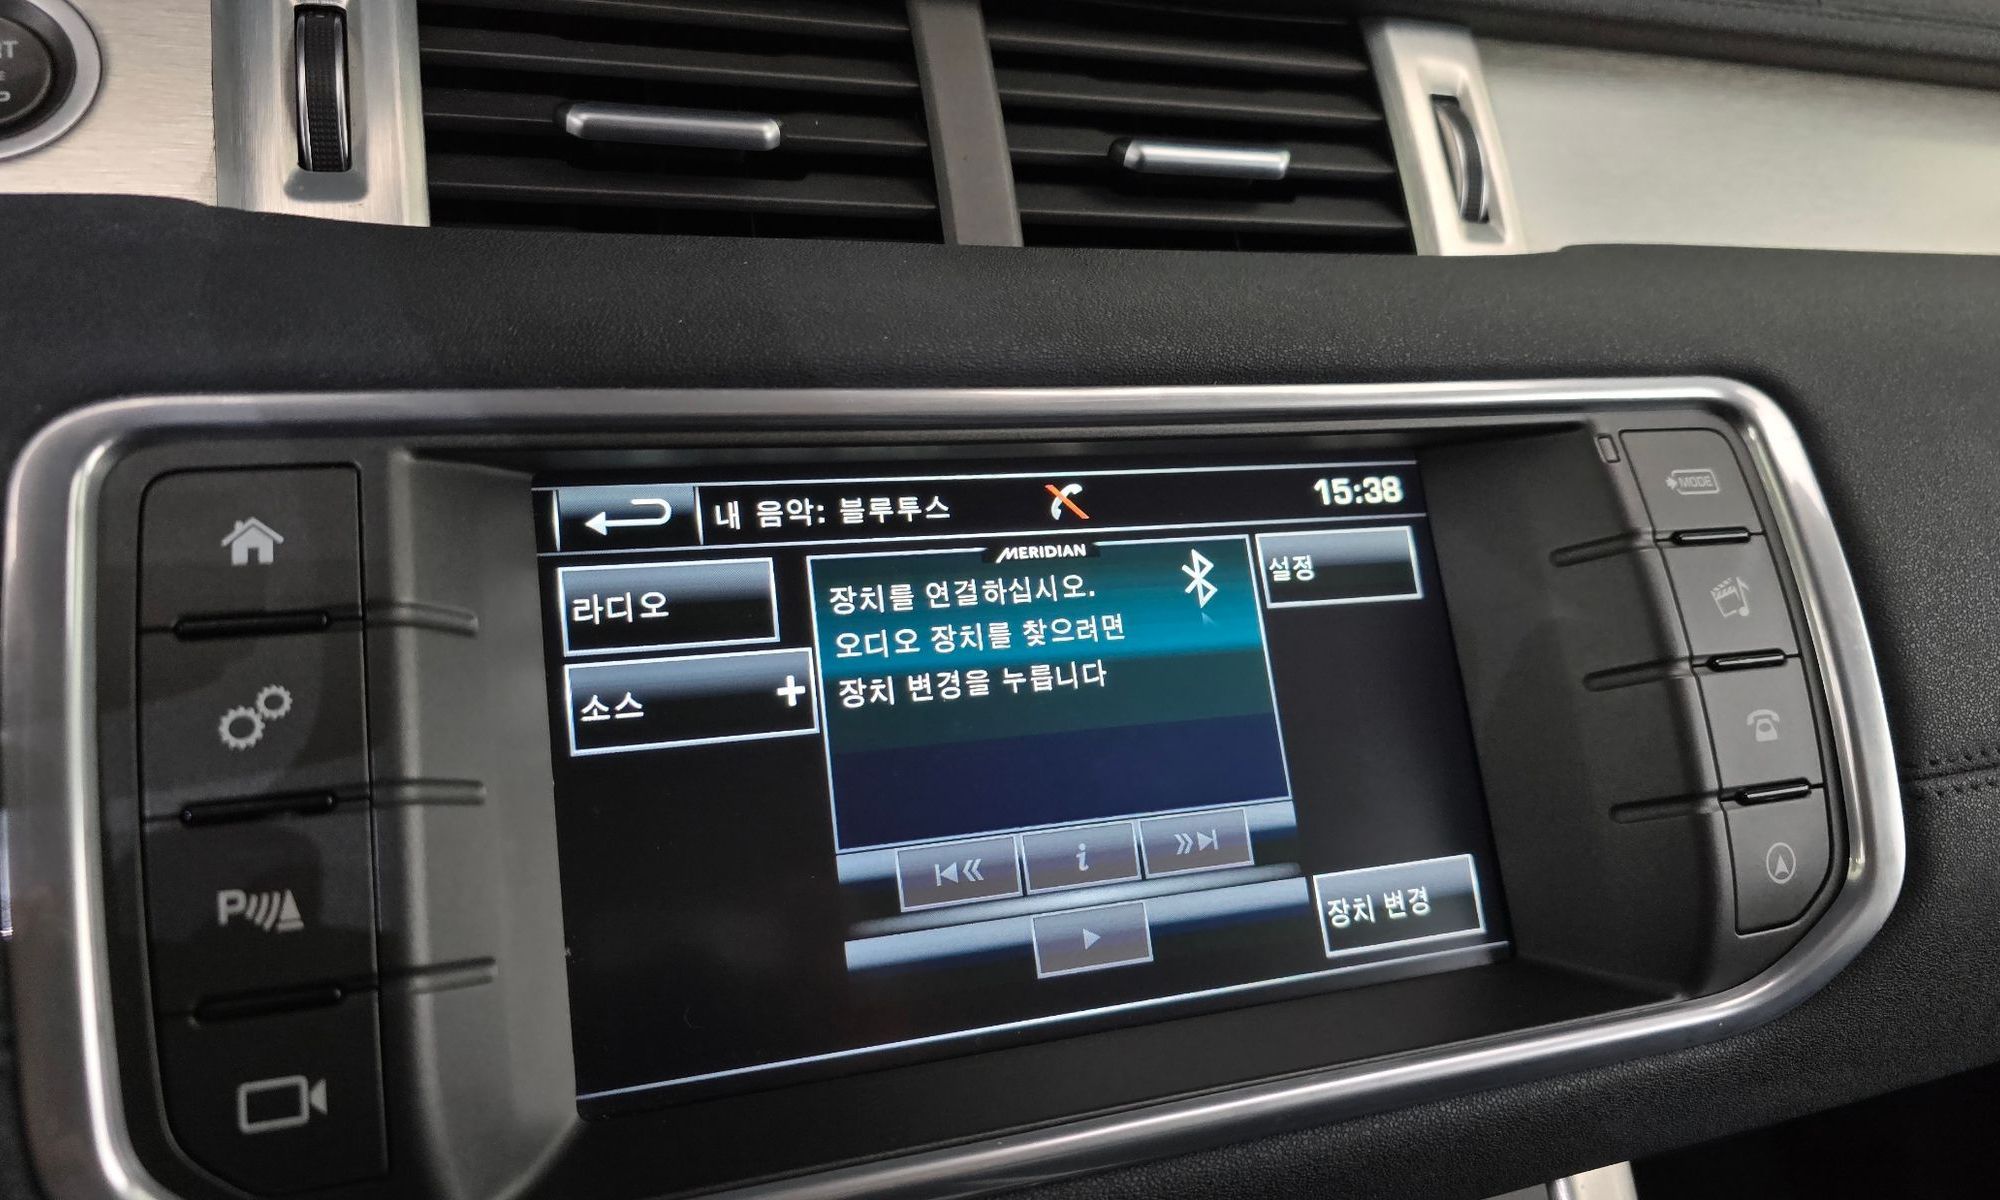 내 음악: 블루투스
15:38
라디오
소스 +
MERIDIAN
장치를 연결하십시오.
오디오 장치를 찾으려면
장치 변경을 누릅니다
설정
i
장치 변경
P
MODE